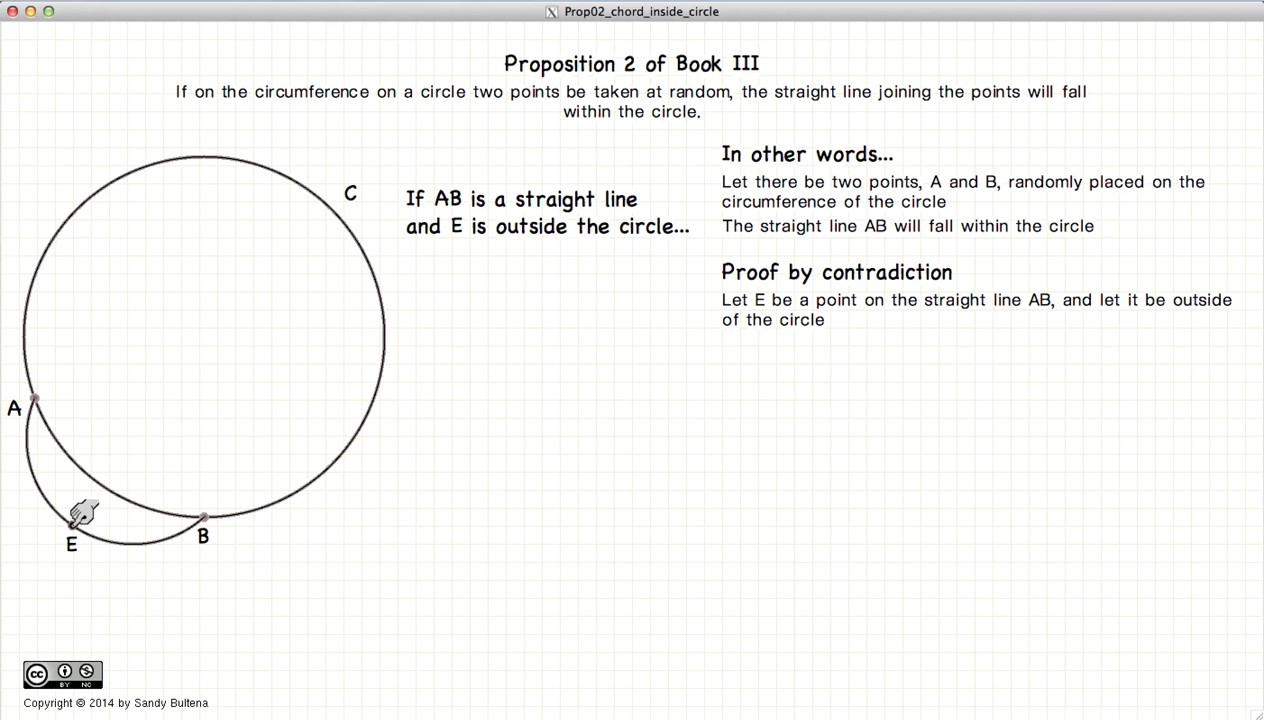 Prop02_chord_inside_circle
Proposition 2 of Book III
If on the circumference on a circle two points be taken at random, the straight line joining the points will fall
within the circle.
In other words...
Let there be two points, A and B, randomly placed on the
circumference of the circle
The straight line AB will fall within the circle
Proof by contradiction
Let E be a point on the straight line AB, and let it be outside
of the circle
If AB is a straight line
and E is outside the circle...
C
A
B
E
cc
BY NC
Copyright © 2014 by Sandy Bultena